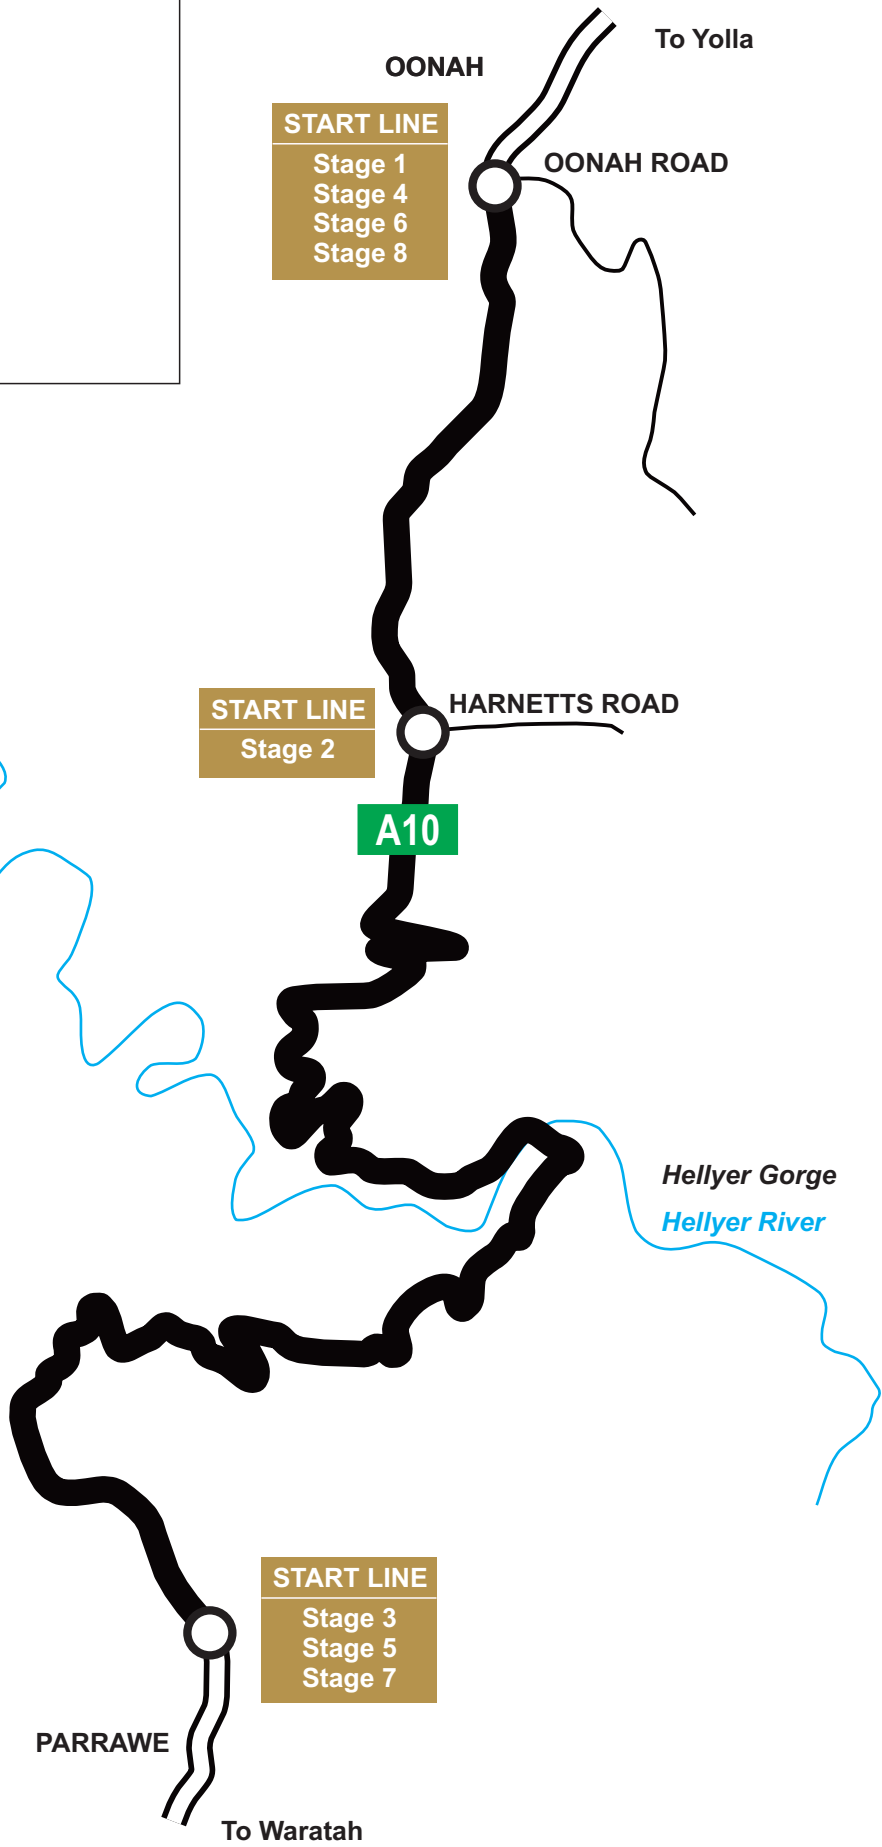 To Yolla
OONAH
START LINE
Stage 1
Stage 4
Stage 6
Stage 8
OONAH ROAD
HARNETTS ROAD
START LINE
Stage 2
A10
Hellyer Gorge
Hellyer River
START LINE
Stage 3
Stage 5
Stage 7
PARRAWE
To Waratah